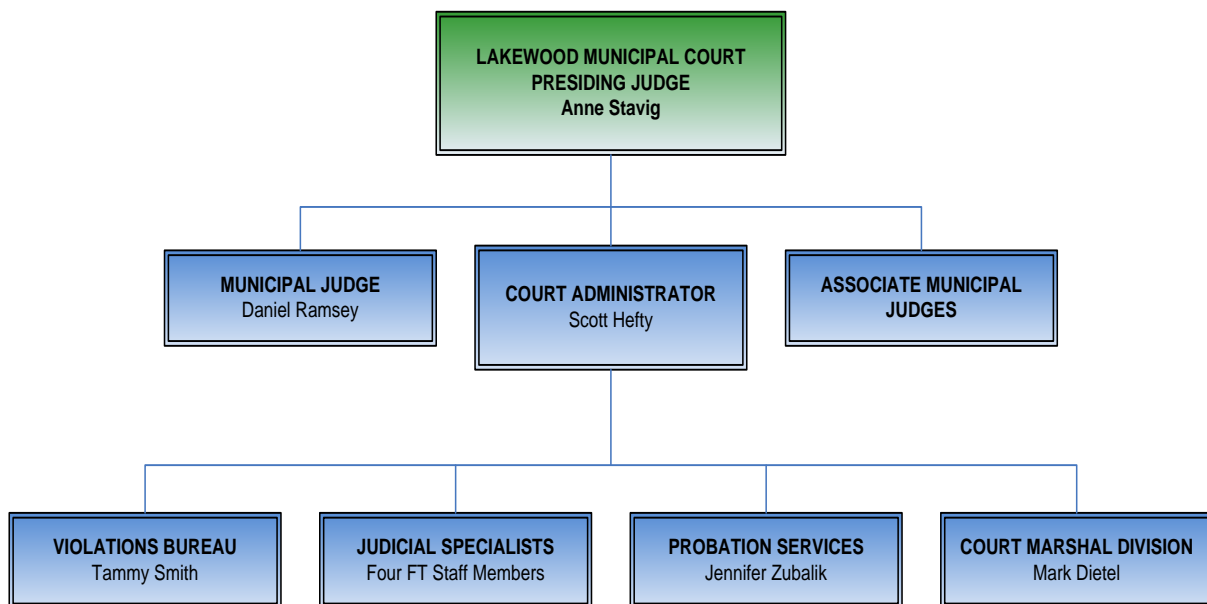 LAKEWOOD MUNICIPAL COURT
PRESIDING JUDGE
Anne Stavig
MUNICIPAL JUDGE
Daniel Ramsey
COURT ADMINISTRATOR
Scott Hefty
ASSOCIATE MUNICIPAL
JUDGES
VIOLATIONS BUREAU
Tammy Smith
JUDICIAL SPECIALISTS
Four FT Staff Members
PROBATION SERVICES
Jennifer Zubalik
COURT MARSHAL DIVISION
Mark Dietel